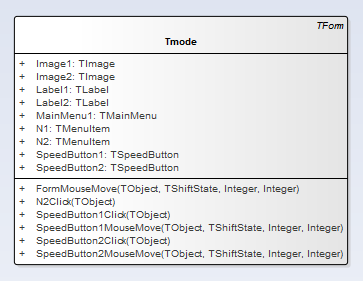 TForm
Tmode
+ Image1: TImage
+ Image2: TImage
+ Label1: TLabel
+ Label2: TLabel
+ MainMenu1: TMainMenu
+ N1: TMenuItem
+ N2: TMenuItem
+ SpeedButton1: TSpeedButton
+ SpeedButton2: TSpeedButton
+ FormMouseMove(TObject, TShiftState, Integer, Integer)
+ N2Click(TObject)
+ SpeedButton1Click(TObject)
+ SpeedButton1MouseMove(TObject, TShiftState, Integer, Integer)
+ SpeedButton2Click(TObject)
+ SpeedButton2MouseMove(TObject, TShiftState, Integer, Integer)